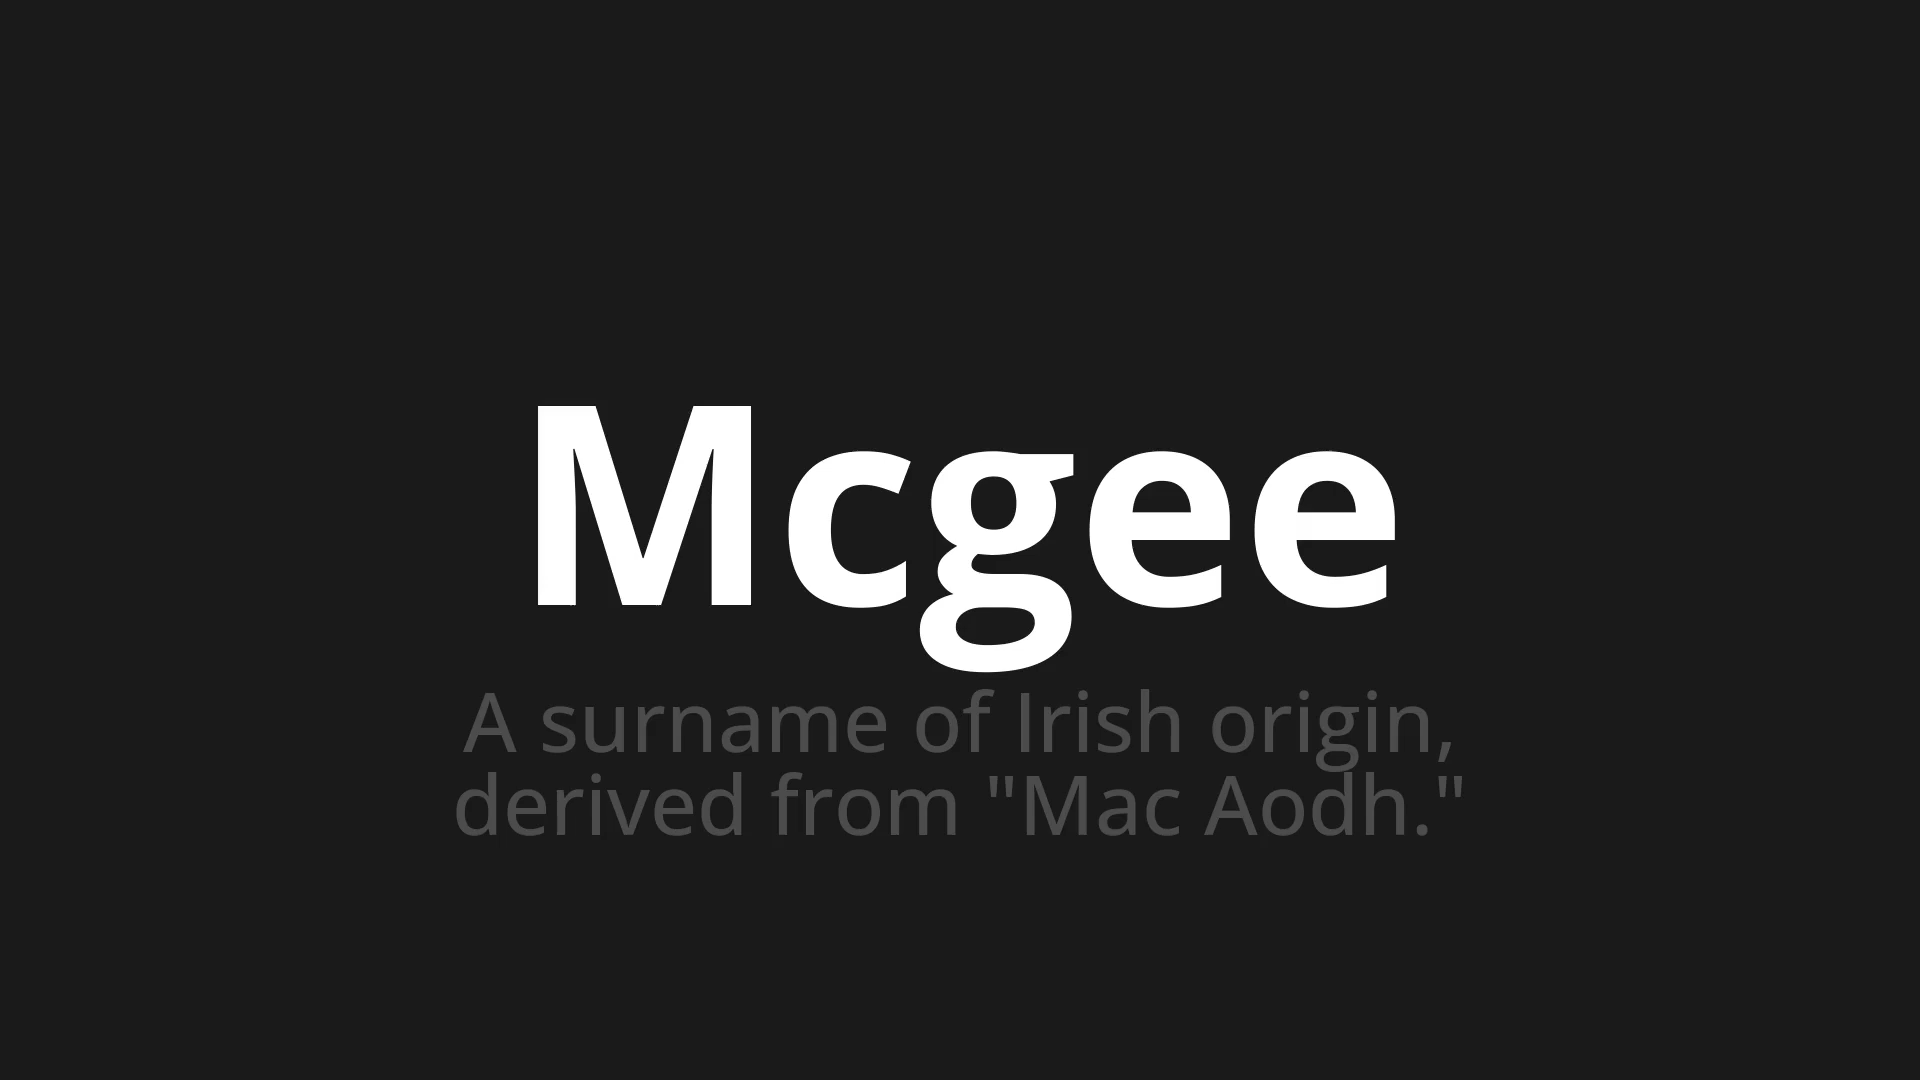 Mcgee
A surname of Irish origin,
derived from "Mac Aodh."